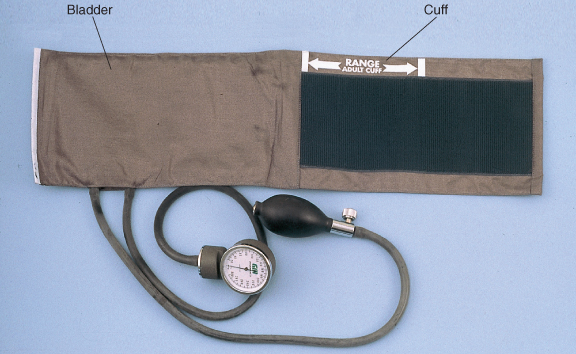 Bladder
Cuff
RANGE
ADULT CUFF